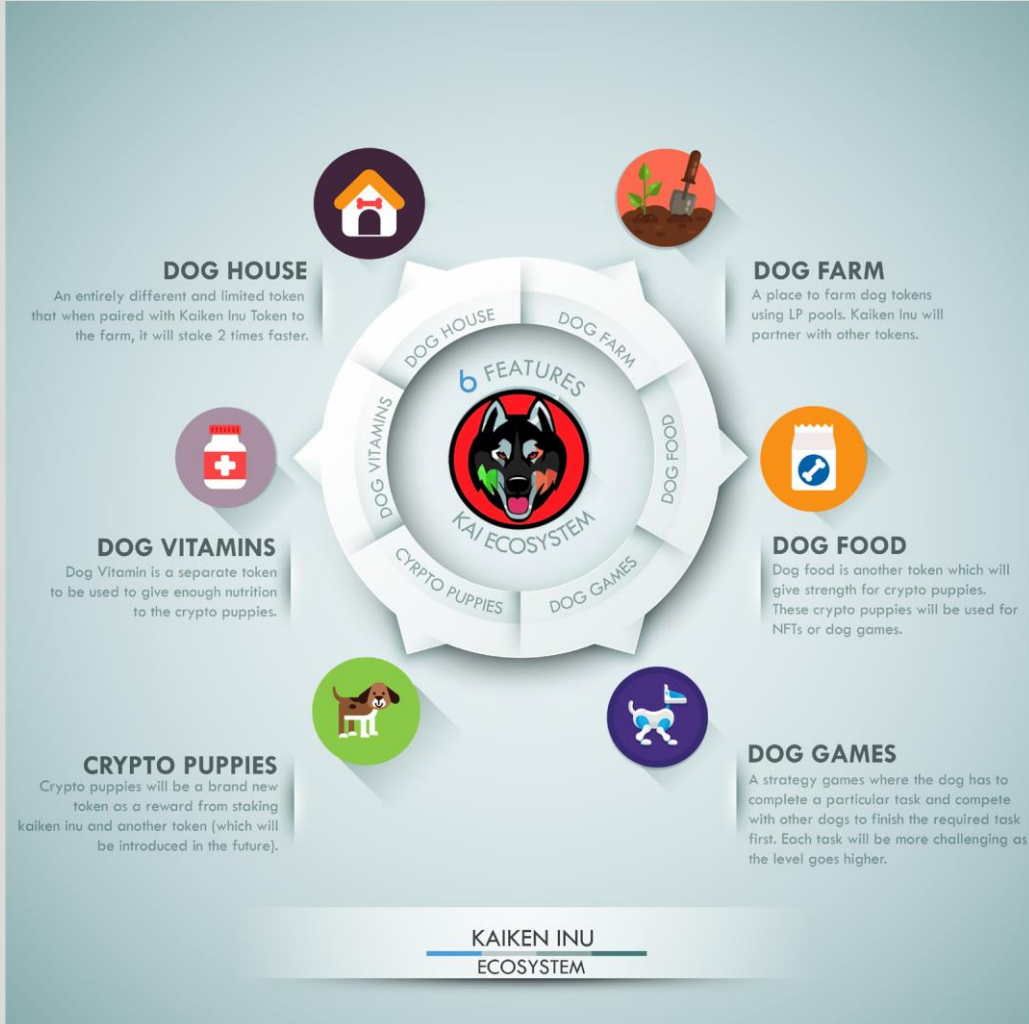 DOG HOUSE
An entirely different and limited token
that when paired with Kaiken Inu Token to
the farm, it will stake 2 times faster.
DOG FARM
A place to farm dog tokens
using LP pools. Kaiken Inu will
partner with other tokens.
DOG HOUSE
DOG FARM
DOG VITAMINS
DOG FOOD
CYRPTO PUPPIES
DOG GAMES
6 FEATURES
KAI ECOSYSTEM
DOG VITAMINS
Dog Vitamin is a separate token
to be used to give enough nutrition
to the crypto puppies.
DOG FOOD
Dog food is another token which will
give strength for crypto puppies.
These crypto puppies will be used for
NFTs or dog games.
CRYPTO PUPPIES
Crypto puppies will be a brand new
token as a reward from staking
kaiken inu and another token (which will
be introduced in the future).
DOG GAMES
A strategy games where the dog has to
complete a particular task and compete
with other dogs to finish the required task
first. Each task will be more challenging as
the level goes higher.
KAIKEN INU
ECOSYSTEM